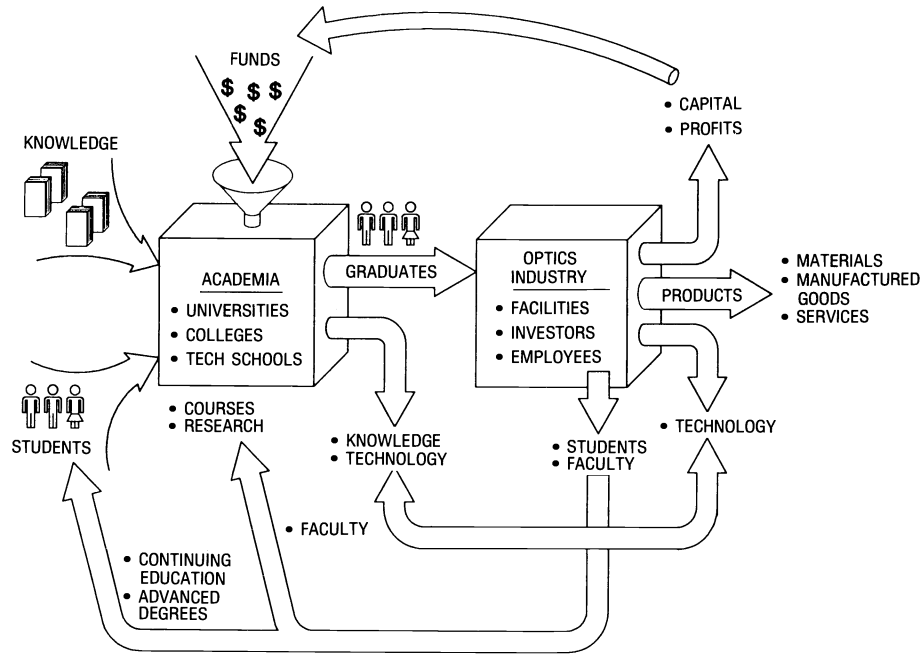 FUNDS
$ $ $
$ $
• CAPITAL
• PROFITS
KNOWLEDGE
GRADUATES
ACADEMIA
• UNIVERSITIES
• COLLEGES
• TECH SCHOOLS
OPTICS
INDUSTRY
• FACILITIES
• INVESTORS
• EMPLOYEES
PRODUCTS
• MATERIALS
• MANUFACTURED
GOODS
• SERVICES
STUDENTS
• COURSES
• RESEARCH
• KNOWLEDGE
• TECHNOLOGY
• STUDENTS
• FACULTY
• TECHNOLOGY
• FACULTY
• CONTINUING
EDUCATION
• ADVANCED
DEGREES